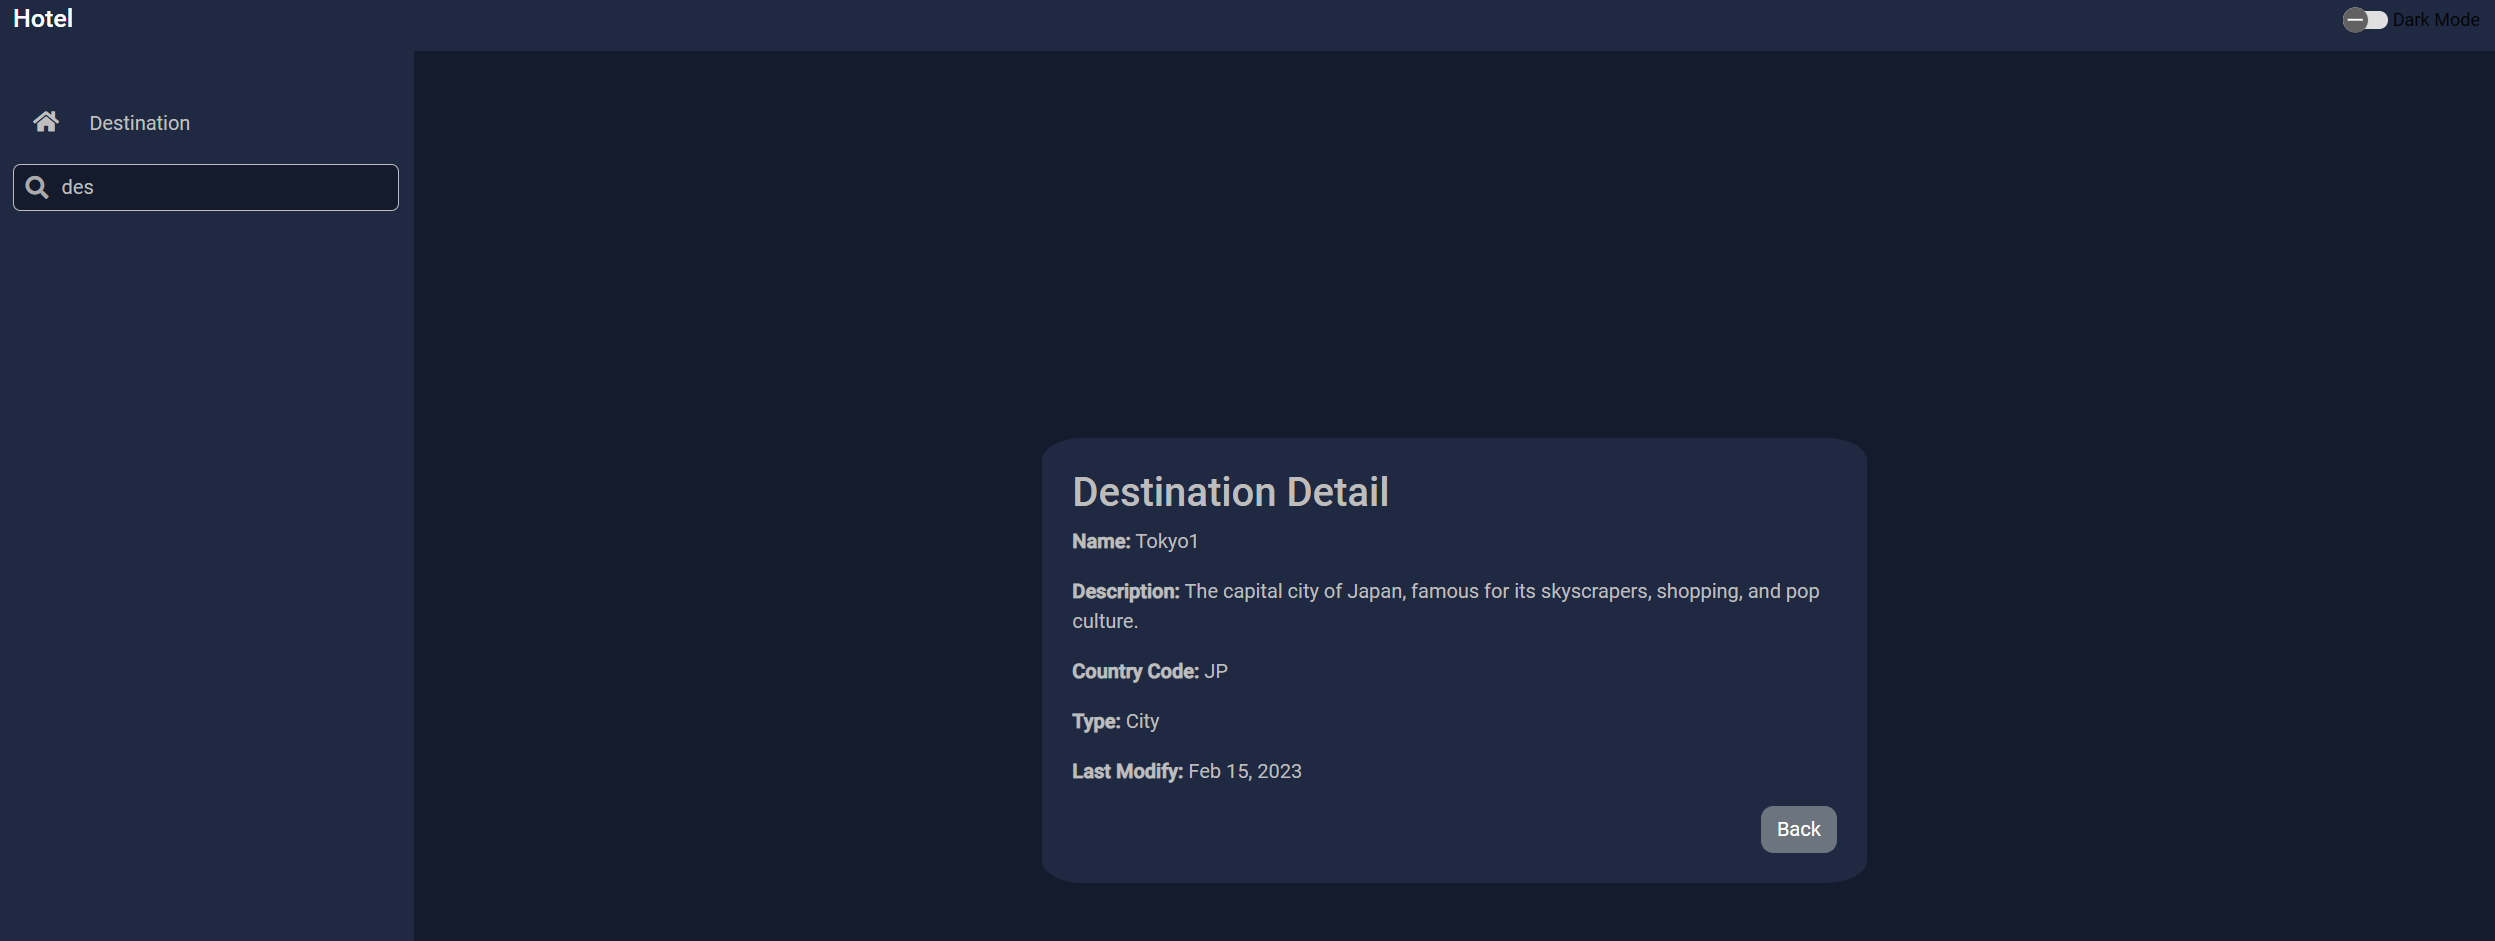 Hotel
Dark Mode
Destination
des
Destination Detail
Name: Tokyo1
Description: The capital city of Japan, famous for its skyscrapers, shopping, and pop
culture.
Country Code: JP
Type: City
Last Modify: Feb 15, 2023
Back